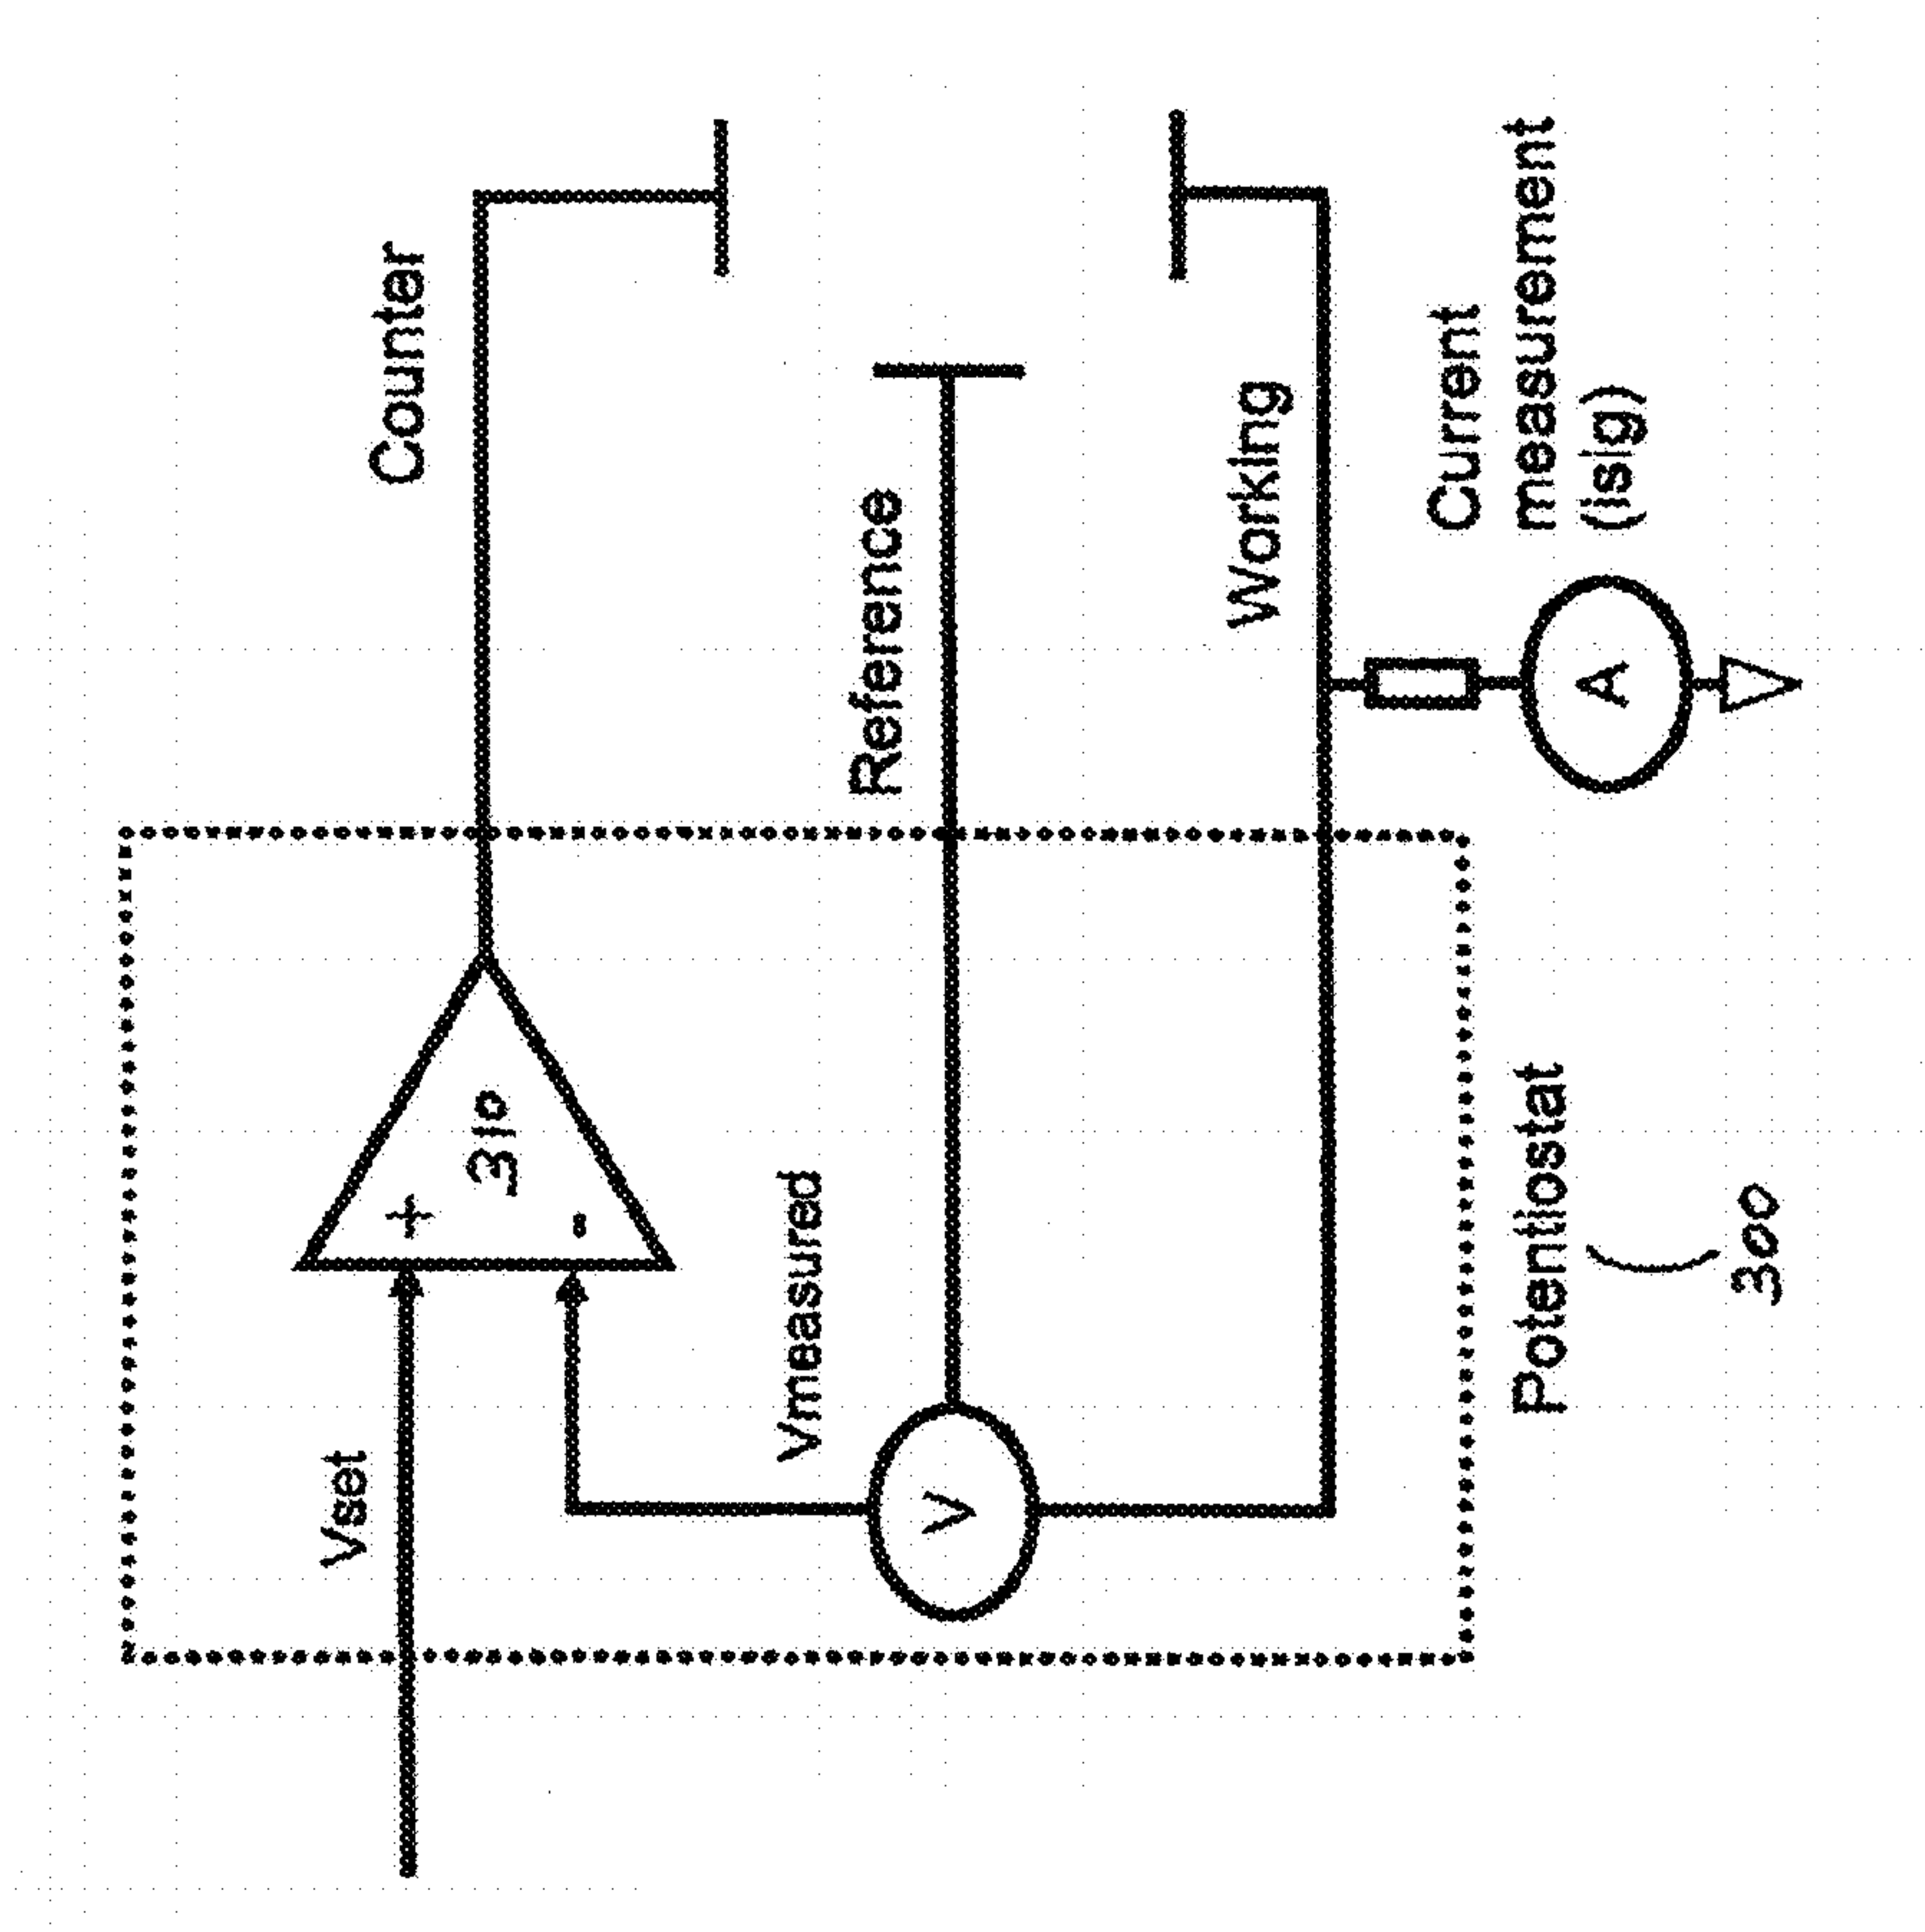 Vset
Counter
+
310
-
Vmeasured
Reference
V
Working
Current
measurement
(isig)
A
Potentiostat
300